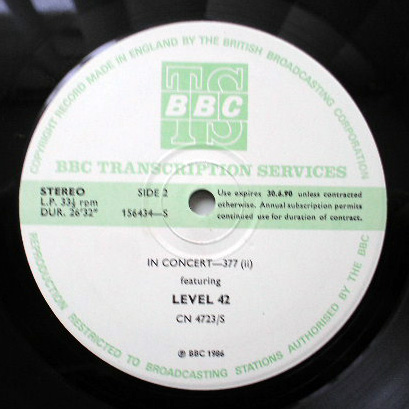 COPYRIGHT RECORD MADE IN ENGLAND BY THE BRITISH BROADCASTING CORPORATION
TS
BBC
BBC TRANSCRIPTION SERVICES
STEREO
L.P. 33⅓ rpm
DUR. 26'32"
SIDE 2
156434—S
Use expires 30.6.90 unless contracted
otherwise. Annual subscription permits
continued use for duration of contract.
IN CONCERT—377 (ii)
featuring
LEVEL 42
CN 4723/S
Ⓟ BBC 1986
REPRODUCTION RESTRICTED TO BROADCASTING STATIONS AUTHORISED BY THE BBC